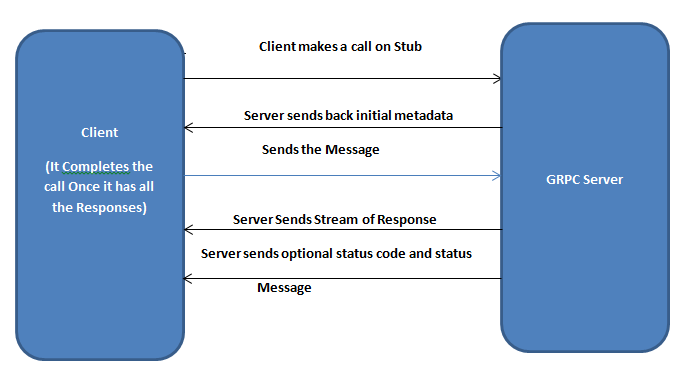 Client makes a call on Stub
Server sends back initial metadata
Client
Sends the Message
(It Completes the
call Once it has all
the Responses)
GRPC Server
Server Sends Stream of Response
Server sends optional status code and status
Message